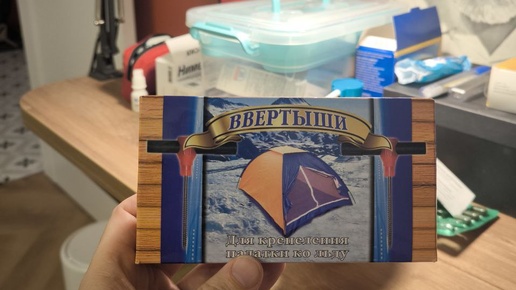 ВВЕРТЫШИ
Для крепления
палатки ко льду